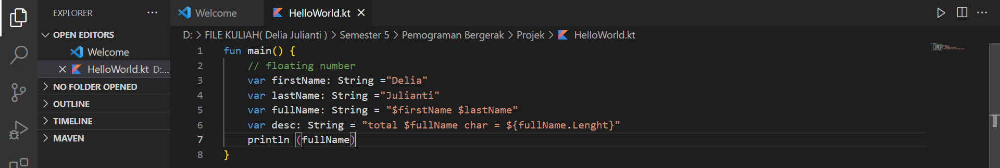 EXPLORER
OPEN EDITORS
Welcome
HelloWorld.kt D:...
NO FOLDER OPENED
OUTLINE
TIMELINE
MAVEN
Welcome
HelloWorld.kt
D: > FILE KULIAH( Delia Julianti ) > Semester 5 > Pemograman Bergerak > Projek > HelloWorld.kt
1 fun main() {
2 // floating number
3 var firstName: String ="Delia"
4 var lastName: String ="Julianti"
5 var fullName: String = "$firstName $lastName"
6 var desc: String = "total $fullName char = ${fullName.Lenght}"
7 println (fullName)
8 }